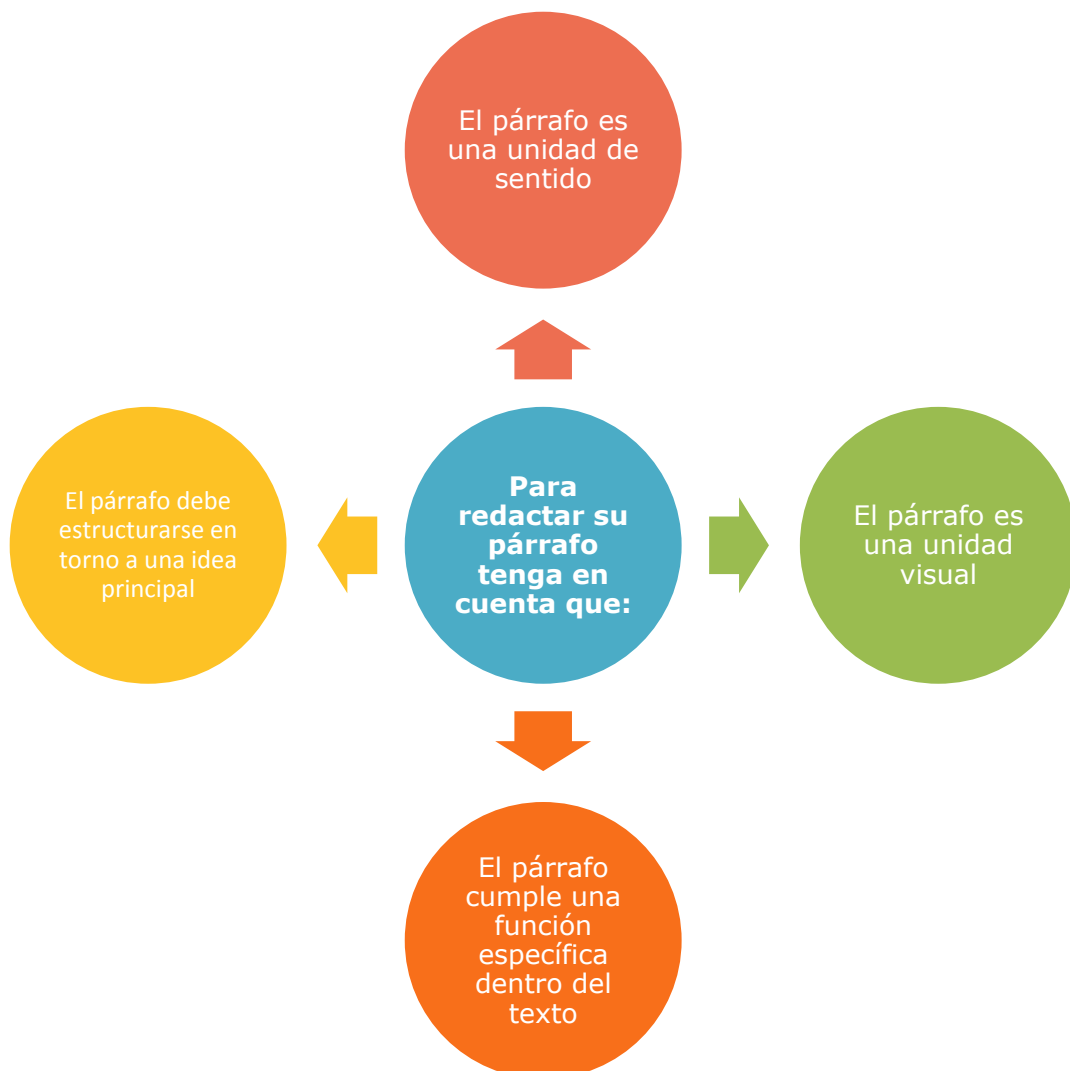 El párrafo es
una unidad de
sentido
El párrafo debe
estructurarse en
torno a una idea
principal
Para
redactar su
párrafo
tenga en
cuenta que:
El párrafo es
una unidad
visual
El párrafo
cumple una
función
específica
dentro del
texto